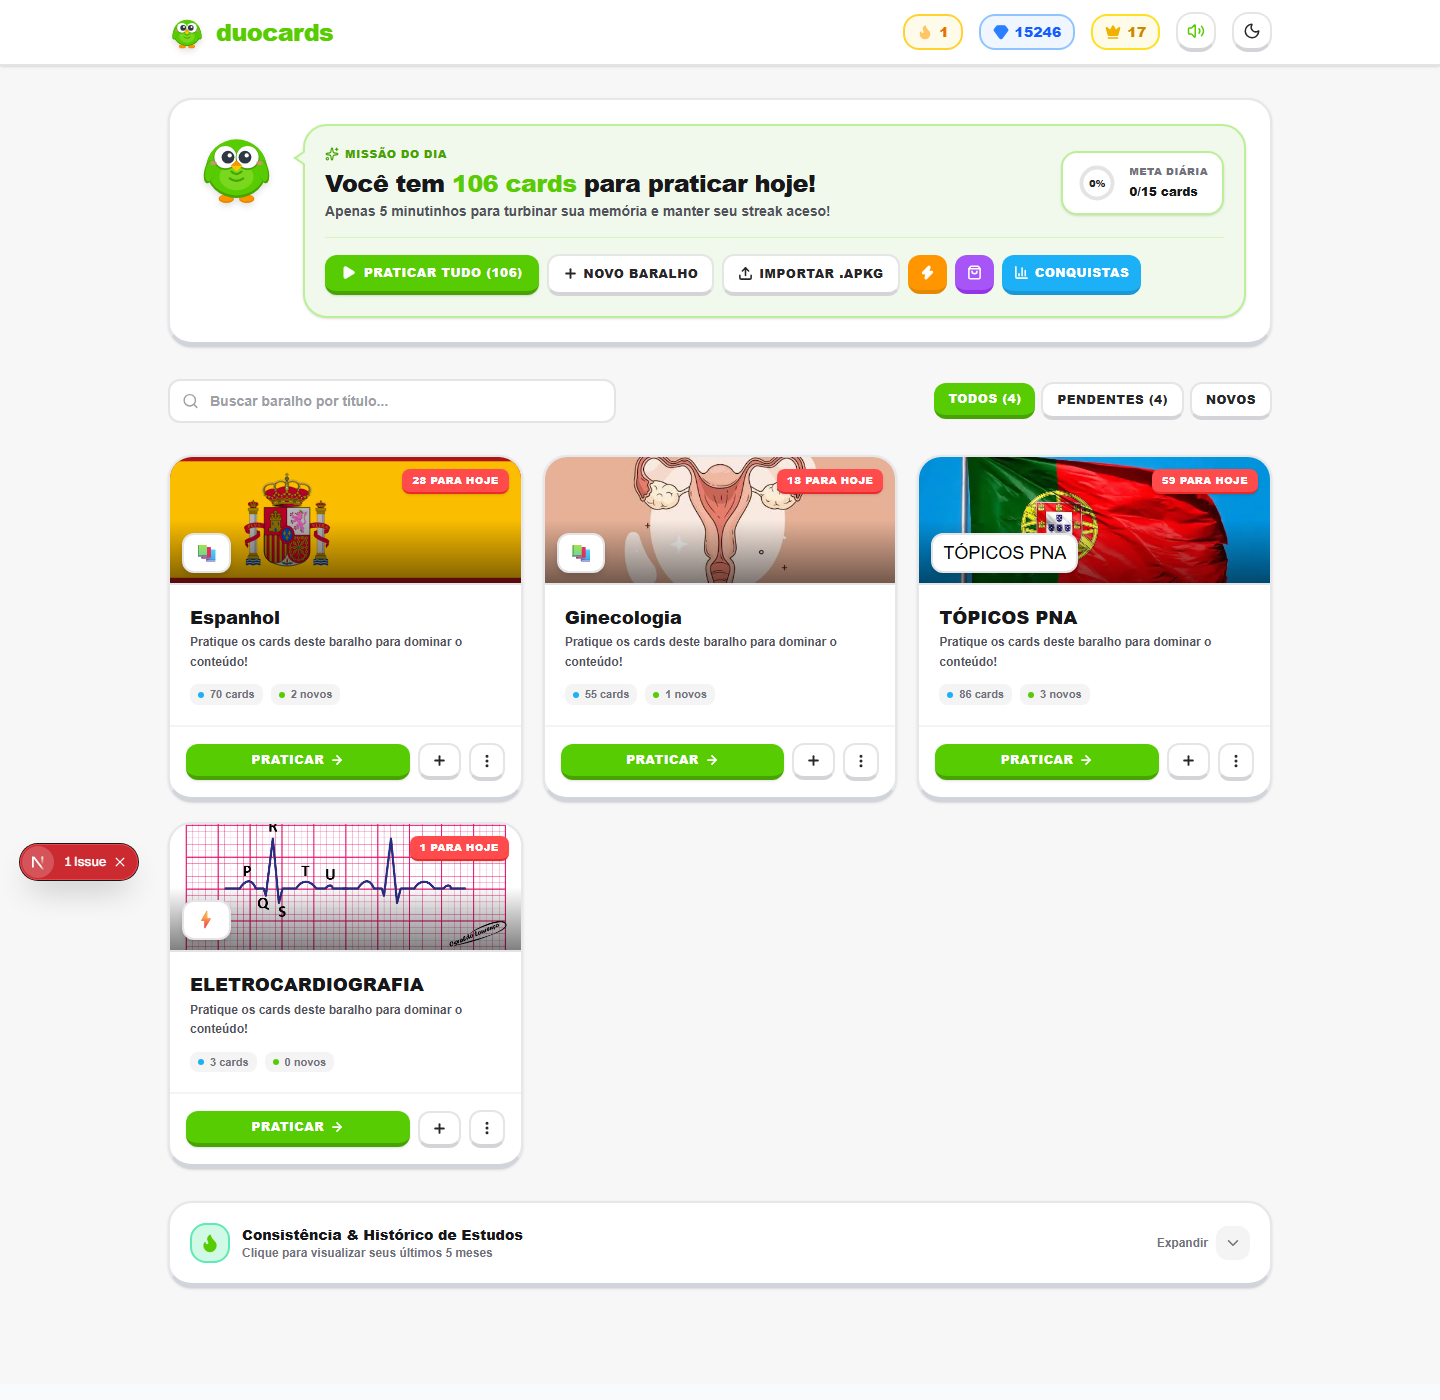 duocards
1
15246
17
MISSÃO DO DIA
Você tem 106 cards para praticar hoje!
Apenas 5 minutinhos para turbinar sua memória e manter seu streak aceso!
0%
META DIÁRIA
0/15 cards
PRATICAR TUDO (106)
NOVO BARALHO
IMPORTAR .APKG
CONQUISTAS
Buscar baralho por título...
TODOS (4)
PENDENTES (4)
NOVOS
28 PARA HOJE
Espanhol
Pratique os cards deste baralho para dominar o
conteúdo!
70 cards
2 novos
PRATICAR
18 PARA HOJE
Ginecologia
Pratique os cards deste baralho para dominar o
conteúdo!
55 cards
1 novos
PRATICAR
59 PARA HOJE
TÓPICOS PNA
TÓPICOS PNA
Pratique os cards deste baralho para dominar o
conteúdo!
86 cards
3 novos
PRATICAR
1 PARA HOJE
R
P
T
U
Q
S
ELETROCARDIOGRAFIA
Pratique os cards deste baralho para dominar o
conteúdo!
3 cards
0 novos
PRATICAR
N
1 Issue
Consistência & Histórico de Estudos
Clique para visualizar seus últimos 5 meses
Expandir